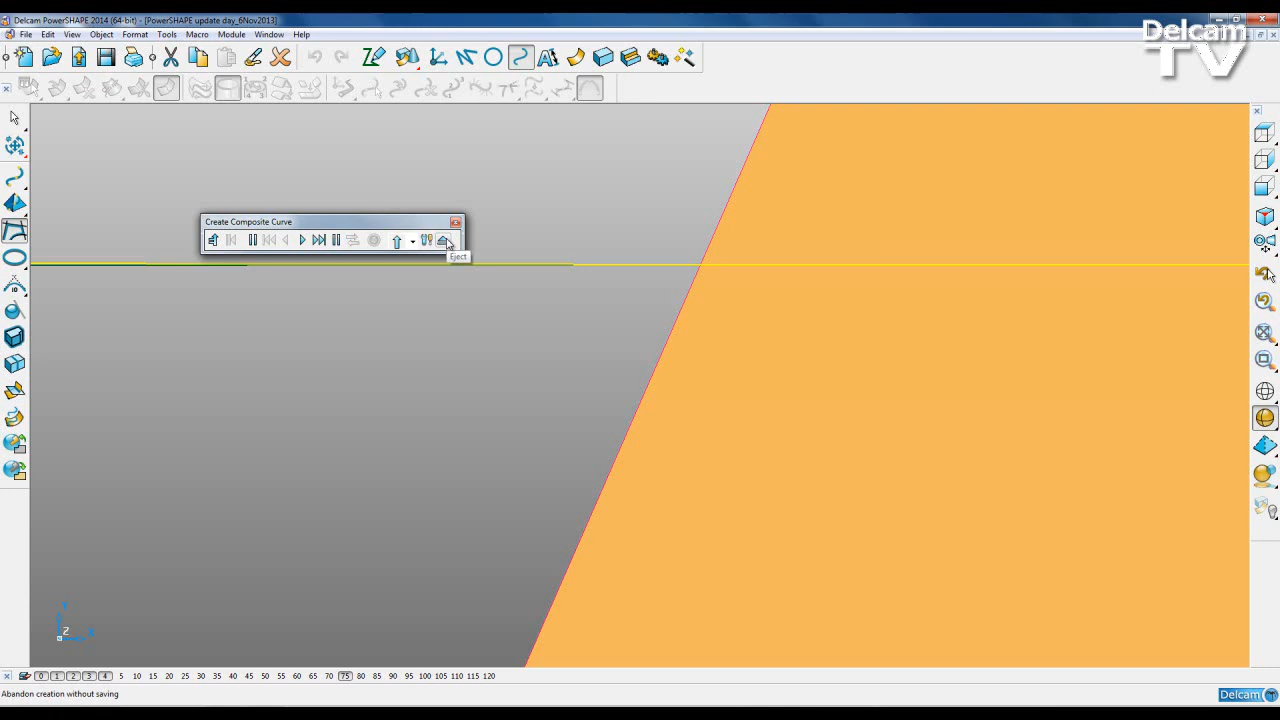 Delcam PowerSHAPE 2014 (64-bit) - [PowerSHAPE update day_6Nov2013]
File Edit View Object Format Tools Macro Module Window Help
Delcam
TV
Create Composite Curve
Eject
Y
Z X
0 1 2 3 4 5 10 15 20 25 30 35 40 45 50 55 60 65 70 75 80 85 90 95 100 105 110 115 120
Abandon creation without saving
Delcam